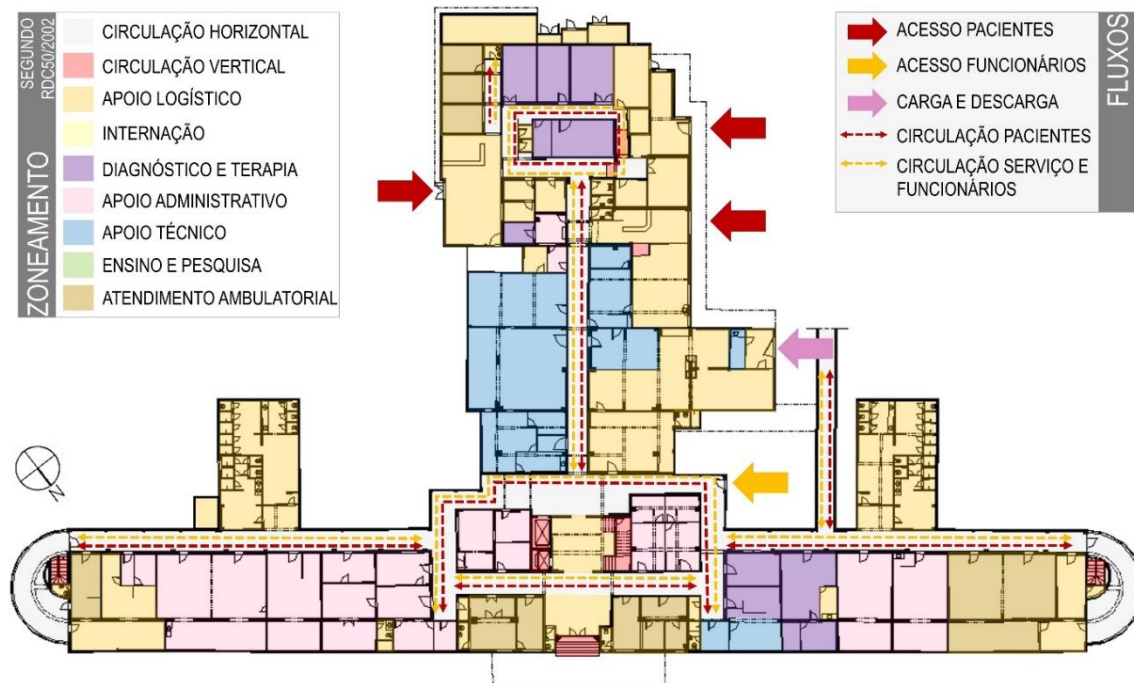 ZONEAMENTO
SEGUNDO
RDC50/2002
CIRCULAÇÃO HORIZONTAL
CIRCULAÇÃO VERTICAL
APOIO LOGÍSTICO
INTERNAÇÃO
DIAGNÓSTICO E TERAPIA
APOIO ADMINISTRATIVO
APOIO TÉCNICO
ENSINO E PESQUISA
ATENDIMENTO AMBULATORIAL
FLUXOS
ACESSO PACIENTES
ACESSO FUNCIONÁRIOS
CARGA E DESCARGA
CIRCULAÇÃO PACIENTES
CIRCULAÇÃO SERVIÇO E
FUNCIONÁRIOS
N